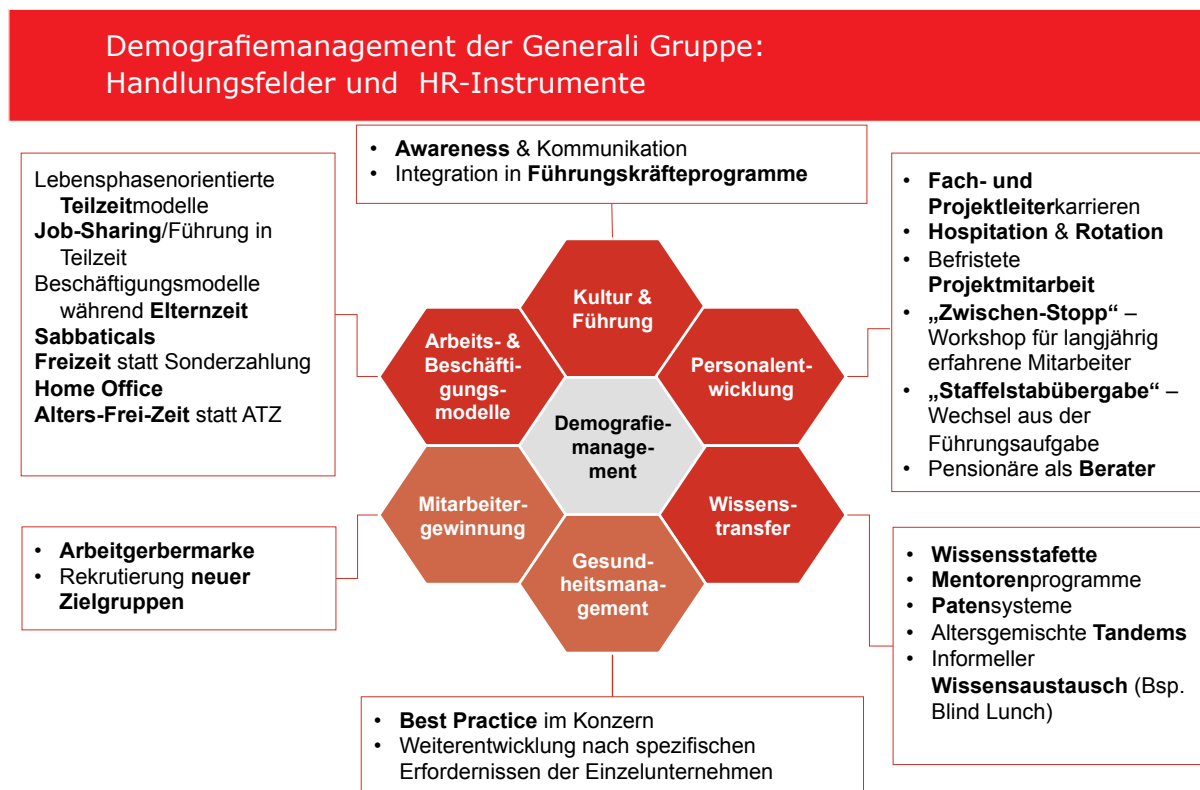 Demografiemanagement der Generali Gruppe:
Handlungsfelder und HR-Instrumente
• Awareness & Kommunikation
• Integration in Führungskräfteprogramme
Lebensphasenorientierte
Teilzeitmodelle
Job-Sharing/Führung in
Teilzeit
Beschäftigungsmodelle
während Elternzeit
Sabbaticals
Freizeit statt Sonderzahlung
Home Office
Alters-Frei-Zeit statt ATZ
• Fach- und
Projektleiterkarrieren
• Hospitation & Rotation
• Befristete
Projektmitarbeit
• „Zwischen-Stopp“ –
Workshop für langjährig
erfahrene Mitarbeiter
• „Staffelstabübergabe“ –
Wechsel aus der
Führungsaufgabe
• Pensionäre als Berater
Kultur &
Führung
Arbeits- &
Beschäfti-
gungs-
modelle
Personalent-
wicklung
Demografie-
manage-
ment
Mitarbeiter-
gewinnung
Wissens-
transfer
Gesund-
heitsmana-
gement
• Arbeitgerbermarke
• Rekrutierung neuer
Zielgruppen
• Wissensstafette
• Mentorenprogramme
• Patensysteme
• Altersgemischte Tandems
• Informeller
Wissensaustausch (Bsp.
Blind Lunch)
• Best Practice im Konzern
• Weiterentwicklung nach spezifischen
Erfordernissen der Einzelunternehmen